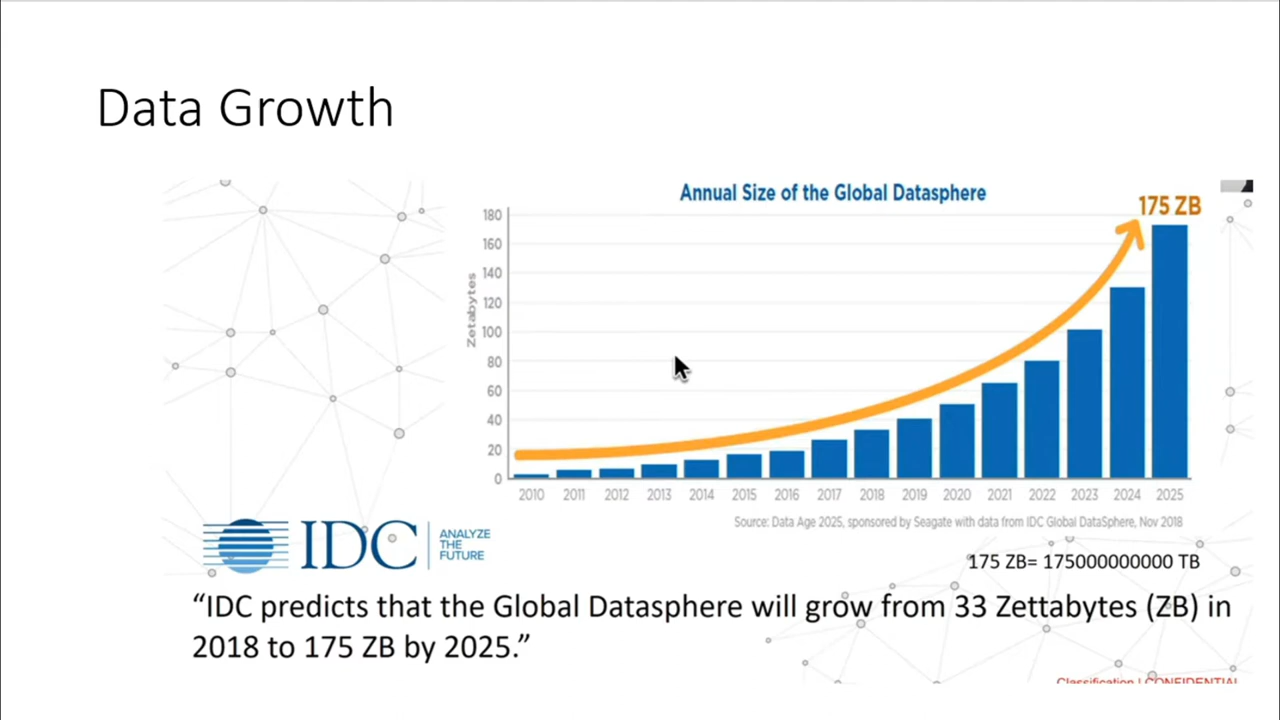 Data Growth
Annual Size of the Global Datasphere
175 ZB
Zetabytes
180
160
140
120
100
80
60
40
20
0
2010 2011 2012 2013 2014 2015 2016 2017 2018 2019 2020 2021 2022 2023 2024 2025
Source: Data Age 2025, sponsored by Seagate with data from IDC Global DataSphere, Nov 2018
IDC
ANALYZE
THE
FUTURE
175 ZB= 175000000000 TB
“IDC predicts that the Global Datasphere will grow from 33 Zettabytes (ZB) in
2018 to 175 ZB by 2025.”
Classification | CONFIDENTIAL